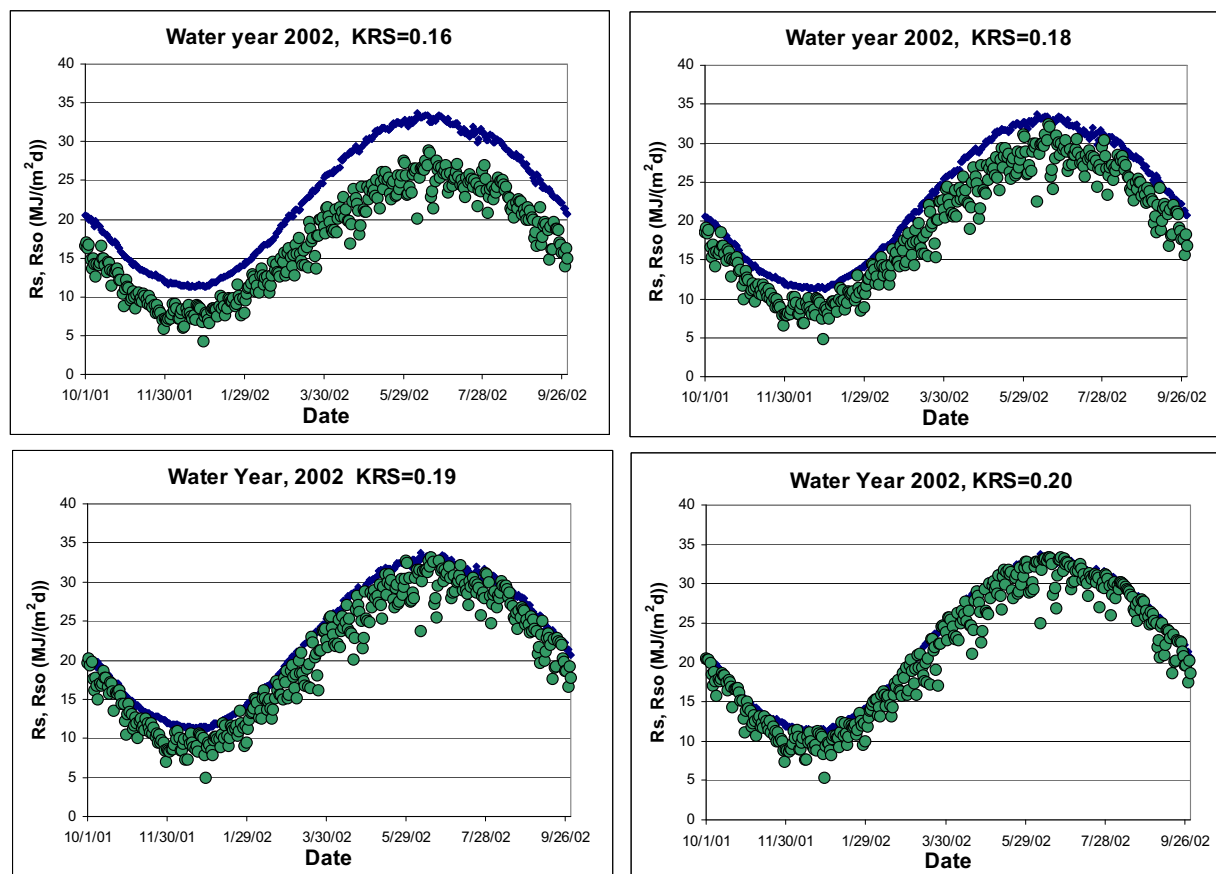 Water year 2002, KRS=0.16
Rs, Rso (MJ/(m²d))
40
35
30
25
20
15
10
5
0
10/1/01 11/30/01 1/29/02 3/30/02 5/29/02 7/28/02 9/26/02
Date
Water year 2002, KRS=0.18
Rs, Rso (MJ/(m²d))
40
35
30
25
20
15
10
5
0
10/1/01 11/30/01 1/29/02 3/30/02 5/29/02 7/28/02 9/26/02
Date
Water Year, 2002 KRS=0.19
Rs, Rso (MJ/(m²d))
40
35
30
25
20
15
10
5
0
10/1/01 11/30/01 1/29/02 3/30/02 5/29/02 7/28/02 9/26/02
Date
Water Year 2002, KRS=0.20
Rs, Rso (MJ/(m²d))
40
35
30
25
20
15
10
5
0
10/1/01 11/30/01 1/29/02 3/30/02 5/29/02 7/28/02 9/26/02
Date